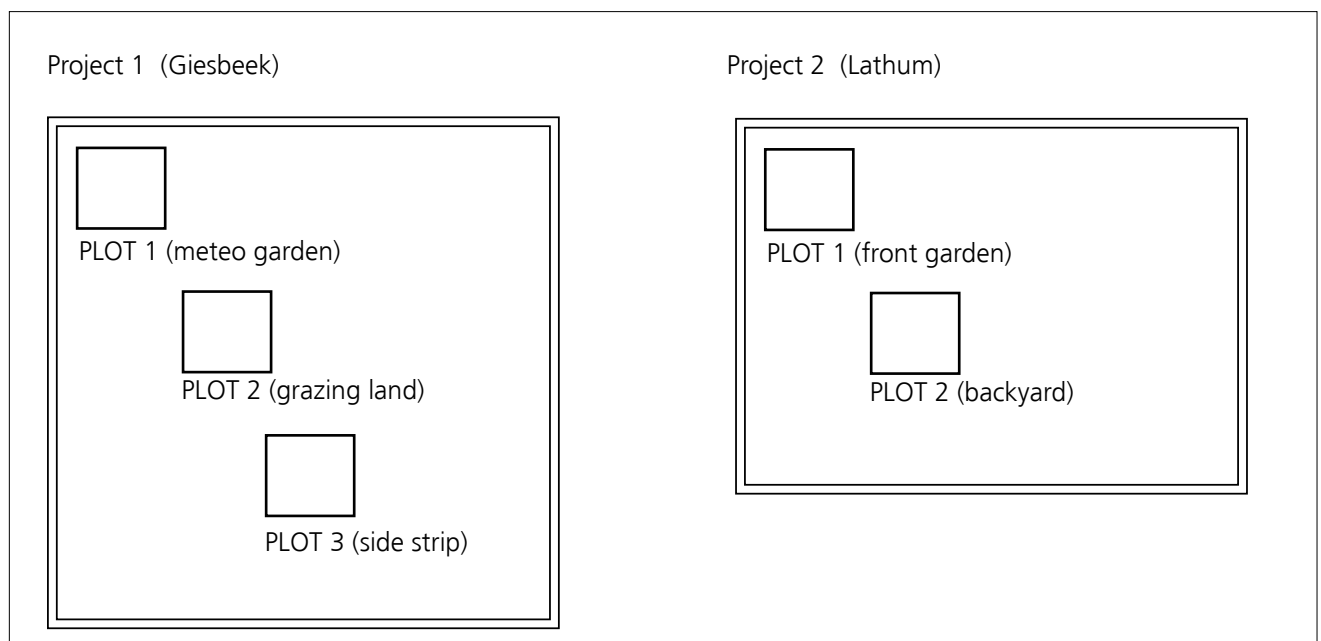 Project 1 (Giesbeek)
PLOT 1 (meteo garden)
PLOT 2 (grazing land)
PLOT 3 (side strip)
Project 2 (Lathum)
PLOT 1 (front garden)
PLOT 2 (backyard)